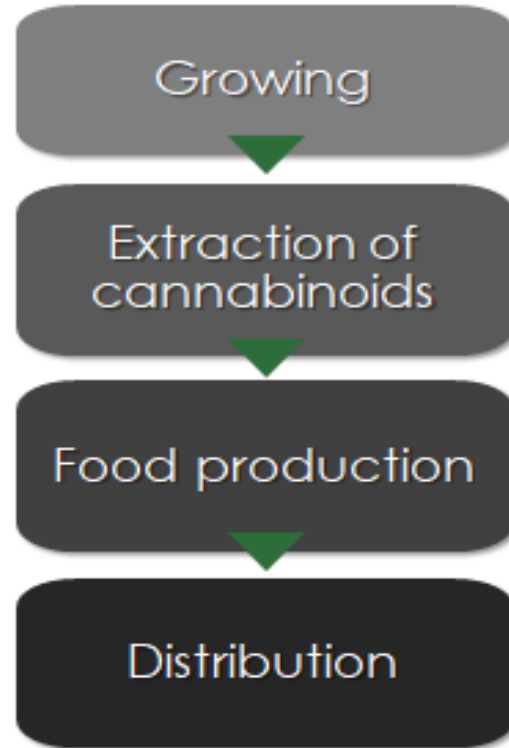 Growing
Extraction of
cannabinoids
Food production
Distribution